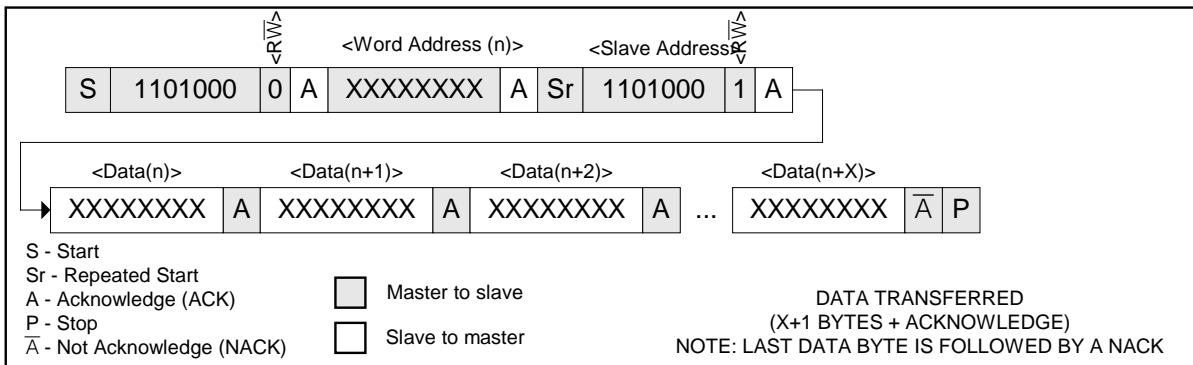 <RW̅> <Word Address (n)> <Slave Address> <RW̅>
S 1101000 0 A XXXXXXXX A Sr 1101000 1 A
<Data(n)> <Data(n+1)> <Data(n+2)> <Data(n+X)>
XXXXXXXX A XXXXXXXX A XXXXXXXX A ... XXXXXXXX A̅ P
S - Start
Sr - Repeated Start
A - Acknowledge (ACK)
P - Stop
A̅ - Not Acknowledge (NACK)
Master to slave
Slave to master
DATA TRANSFERRED
(X+1 BYTES + ACKNOWLEDGE)
NOTE: LAST DATA BYTE IS FOLLOWED BY A NACK